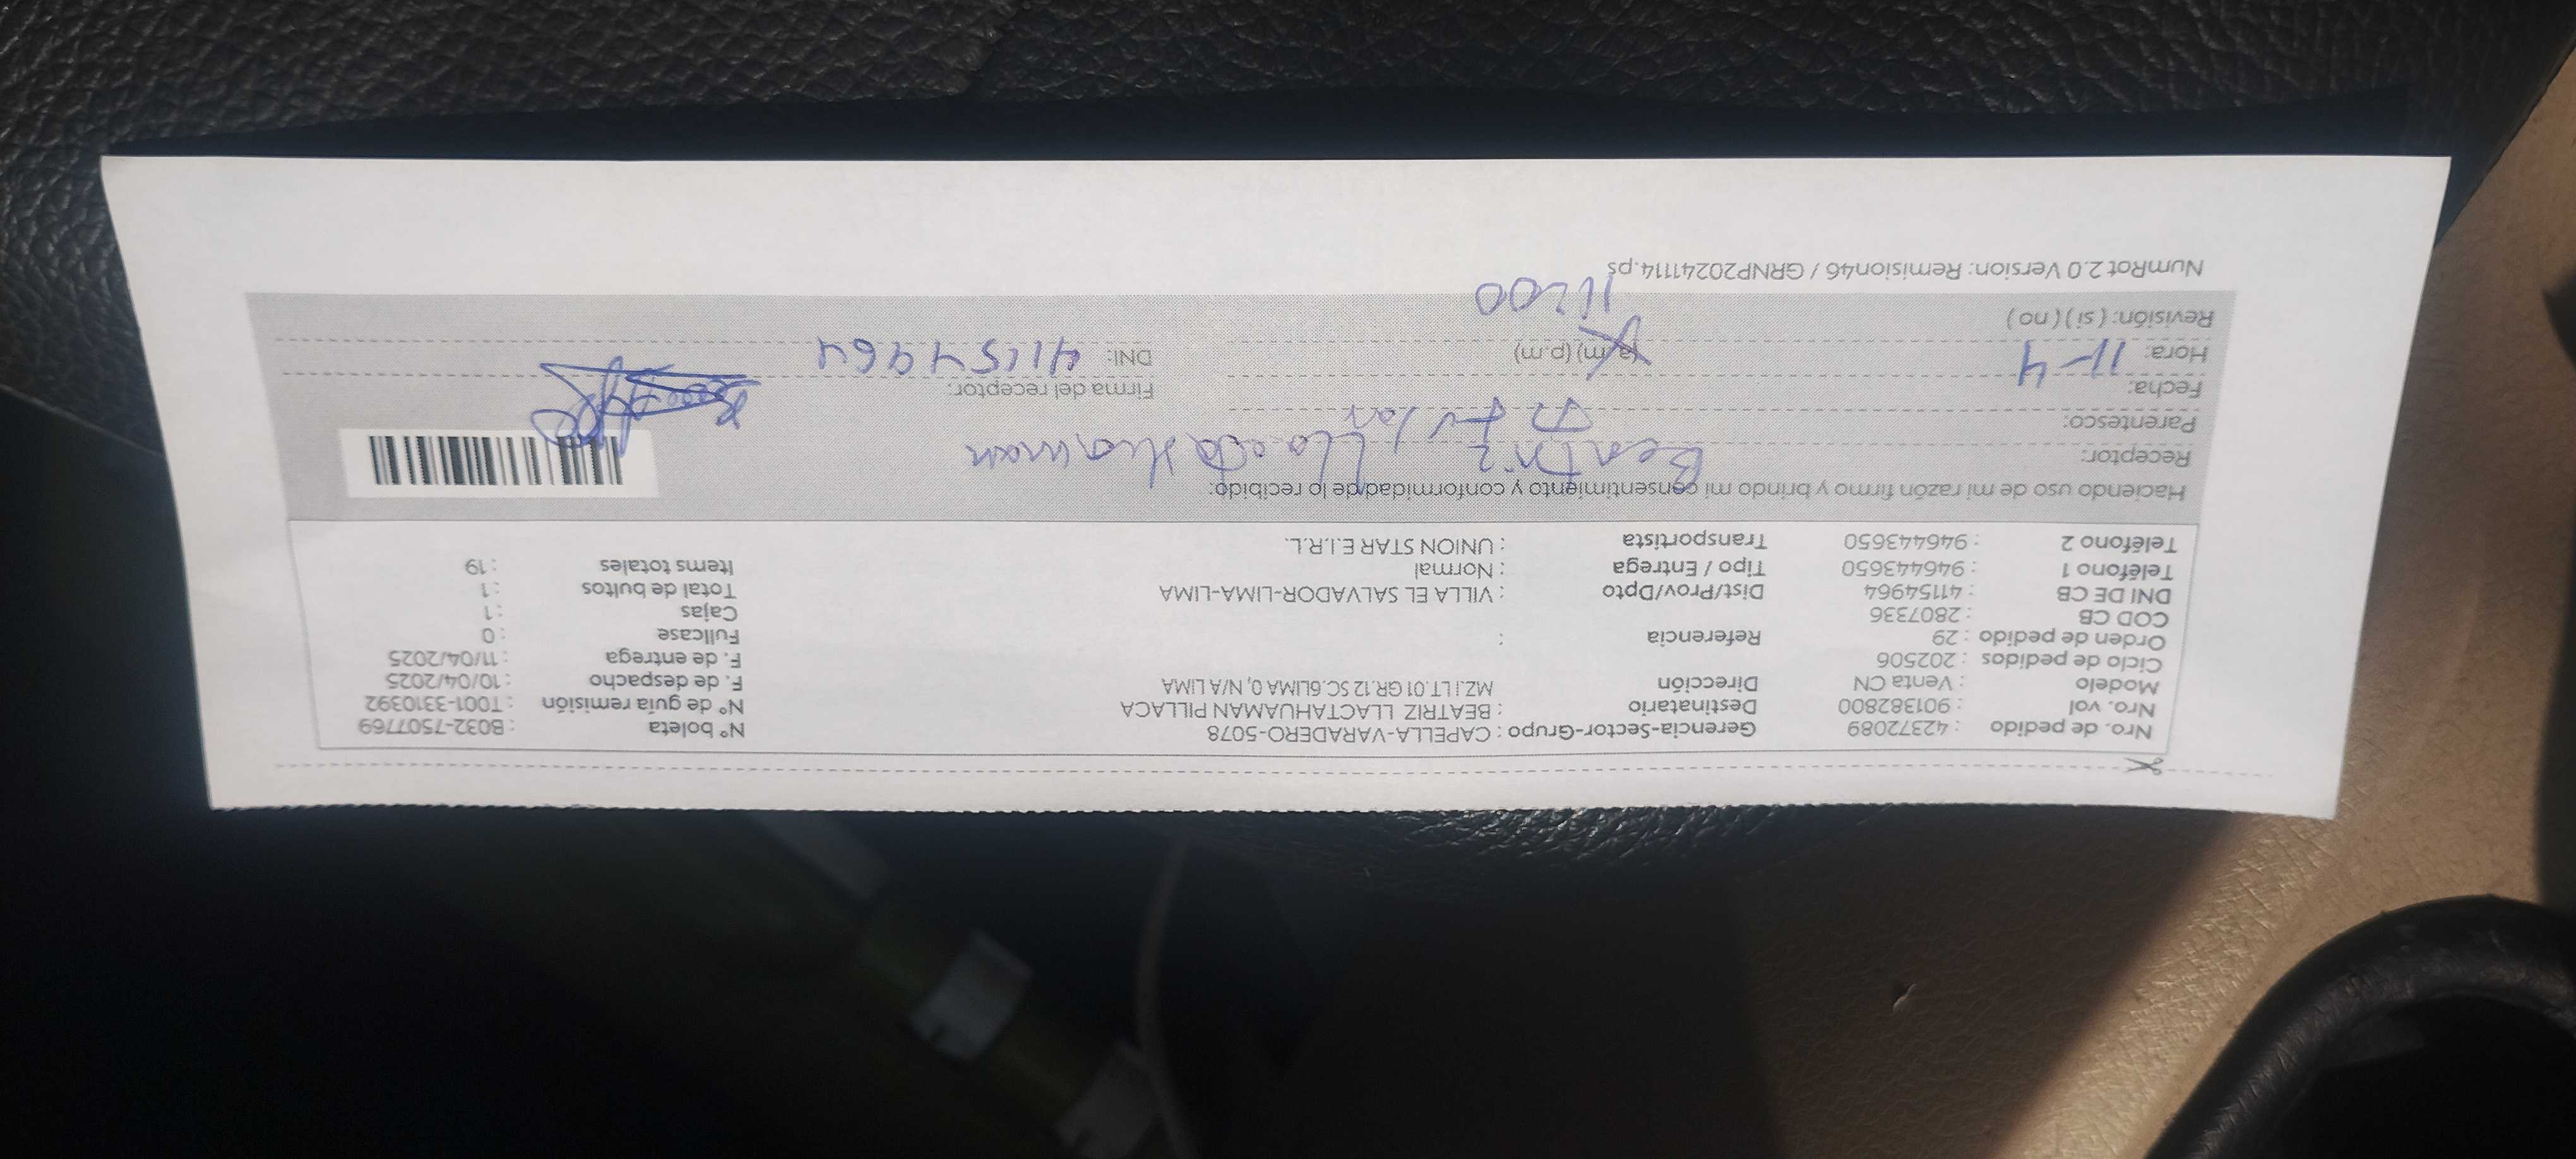 Nro. de pedido : 42372089 Gerencia-Sector-Grupo : CAPELLA-VARADERO-5078 N° boleta : B032-7507769
Nro. vol : 901382800 Destinatario : BEATRIZ LLACTAHUAMAN PILLACA N° de guía remisión : T001-3310392
Modelo : Venta CN Dirección MZ.I LT.01 GR.12 SC.6LIMA 0, N/A LIMA F. de despacho : 10/04/2025
Ciclo de pedidos : 202506 F. de entrega : 11/04/2025
Orden de pedido : 29 Referencia : Fullcase : 0
COD CB : 2807336 Cajas : 1
DNI DE CB : 41154964 Dist/Prov/Dpto : VILLA EL SALVADOR-LIMA-LIMA Total de bultos : 1
Teléfono 1 : 946443650 Tipo / Entrega : Normal Items totales : 19
Teléfono 2 : 946443650 Transportista : UNION STAR E.I.R.L.
Haciendo uso de mi razón firmo y brindo mi consentimiento y conformidad de lo recibido:
Receptor: Beatriz Llactahuaman
Parentesco: Titular
Fecha: 11-4 Firma del receptor:
Hora: (a.m) (p.m) DNI: 41154964
11:00
Revisión: ( si ) ( no )
NumRot 2.0 Version: Remision46 / GRNP20241114.ps